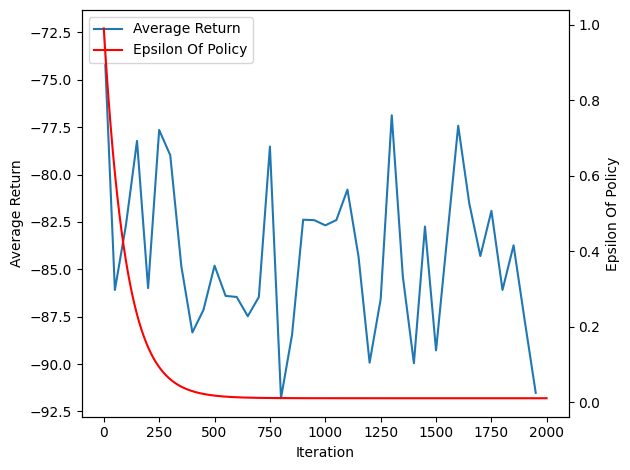 Average Return
Epsilon Of Policy
−72.5
−75.0
−77.5
−80.0
−82.5
−85.0
−87.5
−90.0
−92.5
Average Return
1.0
0.8
0.6
0.4
0.2
0.0
Epsilon Of Policy
0 250 500 750 1000 1250 1500 1750 2000
Iteration